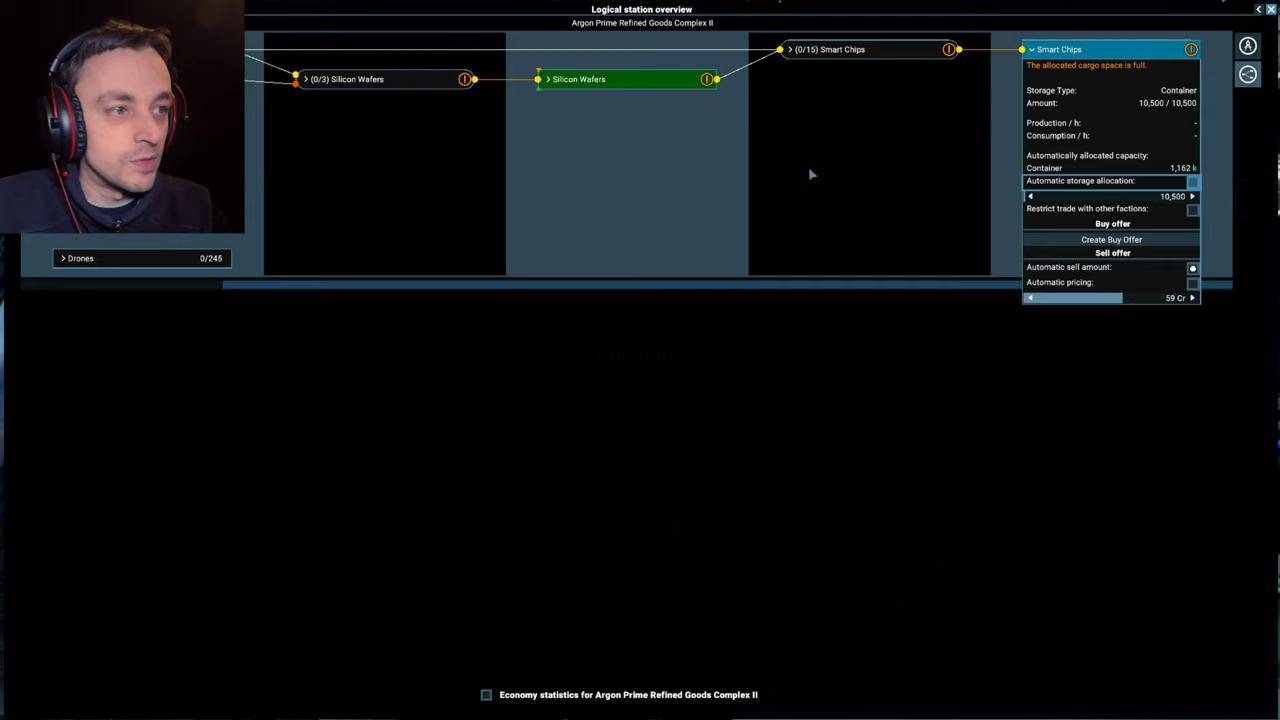 Logical station overview
Argon Prime Refined Goods Complex II
(0/3) Silicon Wafers
Silicon Wafers
(0/15) Smart Chips
Smart Chips
The allocated cargo space is full.
Storage Type: Container
Amount: 10,500 / 10,500
Production / h: -
Consumption / h: -
Automatically allocated capacity:
Container 1,162 k
Automatic storage allocation:
10,500
Restrict trade with other factions:
Buy offer
Create Buy Offer
Sell offer
Automatic sell amount:
Automatic pricing:
59 Cr
Drones 0/245
Economy statistics for Argon Prime Refined Goods Complex II